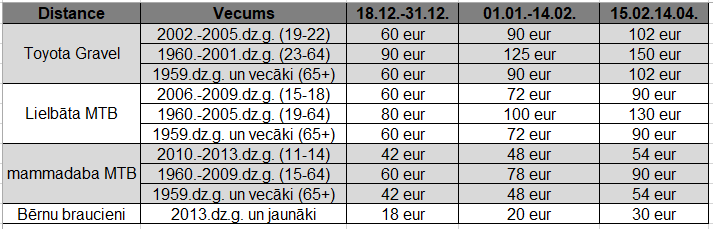 Distance Vecums 18.12.-31.12. 01.01.-14.02. 15.02.14.04.
2002.-2005.dz.g. (19-22) 60 eur 90 eur 102 eur
Toyota Gravel 1960.-2001.dz.g. (23-64) 90 eur 125 eur 150 eur
1959.dz.g. un vecāki (65+) 60 eur 90 eur 102 eur
2006.-2009.dz.g. (15-18) 60 eur 72 eur 90 eur
Lielbāta MTB 1960.-2005.dz.g. (19-64) 80 eur 100 eur 130 eur
1959.dz.g. un vecāki (65+) 60 eur 72 eur 90 eur
2010.-2013.dz.g. (11-14) 42 eur 48 eur 54 eur
mammadaba MTB 1960.-2009.dz.g. (15-64) 60 eur 78 eur 90 eur
1959.dz.g. un vecāki (65+) 42 eur 48 eur 54 eur
Bērnu braucieni 2013.dz.g. un jaunāki 18 eur 20 eur 30 eur